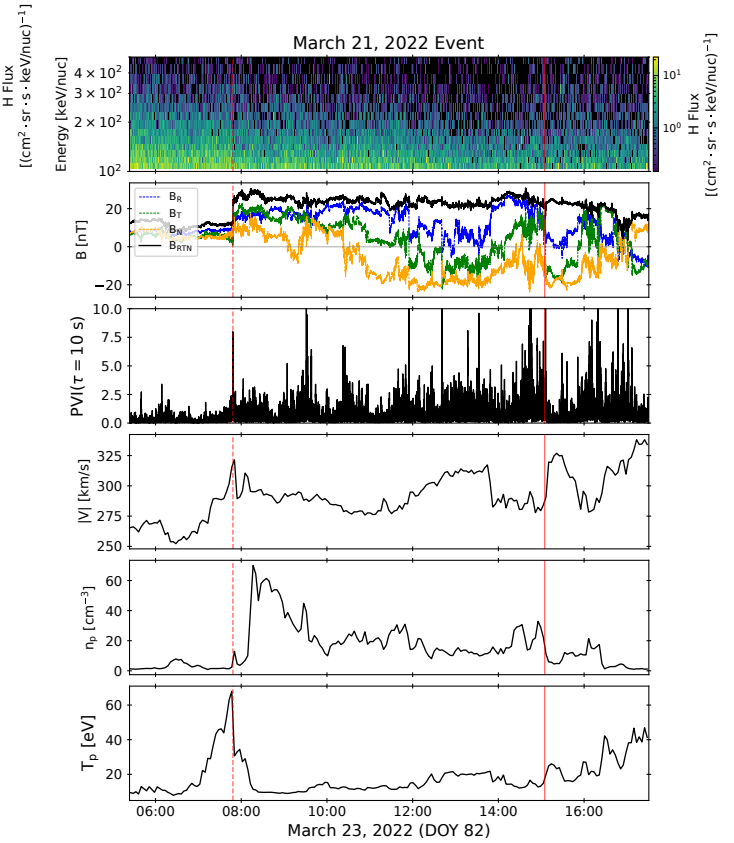 March 21, 2022 Event
H Flux
[(cm²·sr·s·keV/nuc)⁻¹]
Energy [keV/nuc]
4 × 10²
3 × 10²
2 × 10²
10²
10¹
10⁰
H Flux
[(cm²·sr·s·keV/nuc)⁻¹]
B [nT]
20
0
−20
B_R
B_T
B_N
B_RTN
PVI(τ = 10 s)
10.0
7.5
5.0
2.5
0.0
|V| [km/s]
325
300
275
250
n_p [cm⁻³]
60
40
20
0
T_p [eV]
60
40
20
06:00 08:00 10:00 12:00 14:00 16:00
March 23, 2022 (DOY 82)